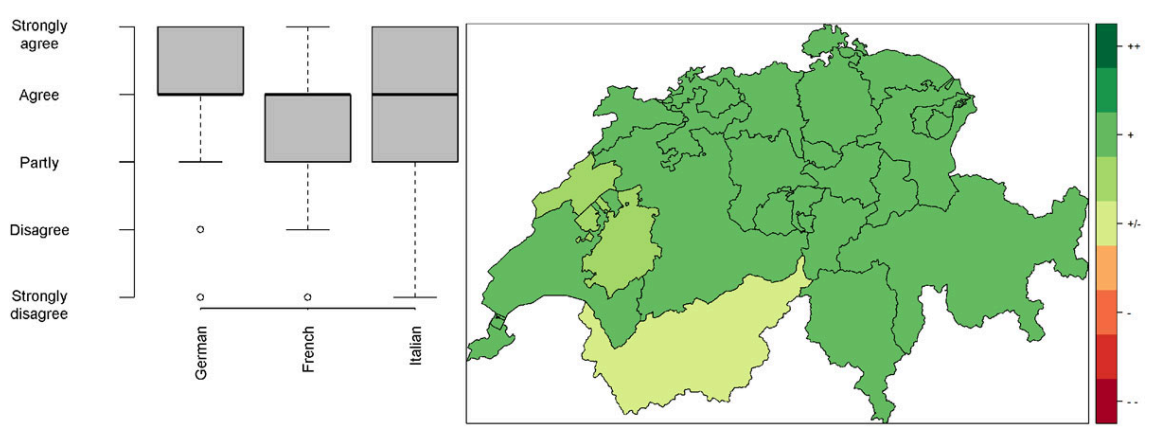 Strongly
agree
Agree
Partly
Disagree
Strongly
disagree
German
French
Italian
++
+
+/-
-
- -